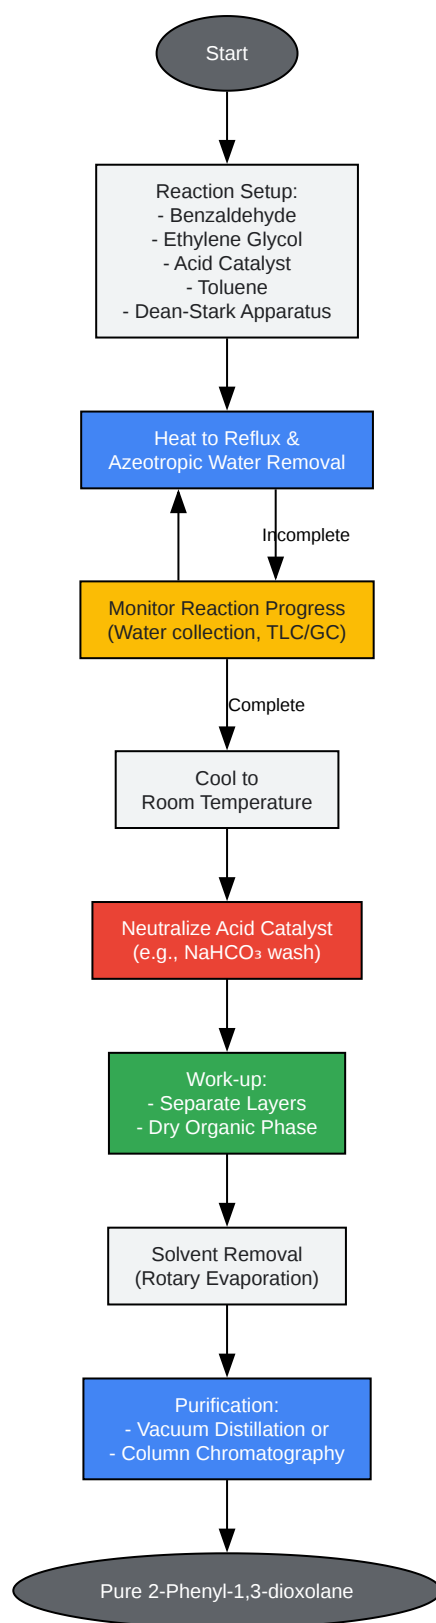 Start
Reaction Setup:
- Benzaldehyde
- Ethylene Glycol
- Acid Catalyst
- Toluene
- Dean-Stark Apparatus
Heat to Reflux &
Azeotropic Water Removal
Incomplete
Monitor Reaction Progress
(Water collection, TLC/GC)
Complete
Cool to
Room Temperature
Neutralize Acid Catalyst
(e.g., NaHCO₃ wash)
Work-up:
- Separate Layers
- Dry Organic Phase
Solvent Removal
(Rotary Evaporation)
Purification:
- Vacuum Distillation or
- Column Chromatography
Pure 2-Phenyl-1,3-dioxolane